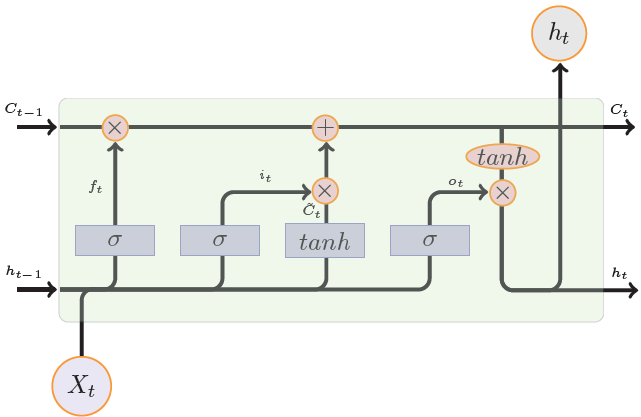 h_t
C_{t-1}
C_t
×
+
tanh
f_t
i_t
o_t
×
×
C̃_t
σ
σ
tanh
σ
h_{t-1}
h_t
X_t